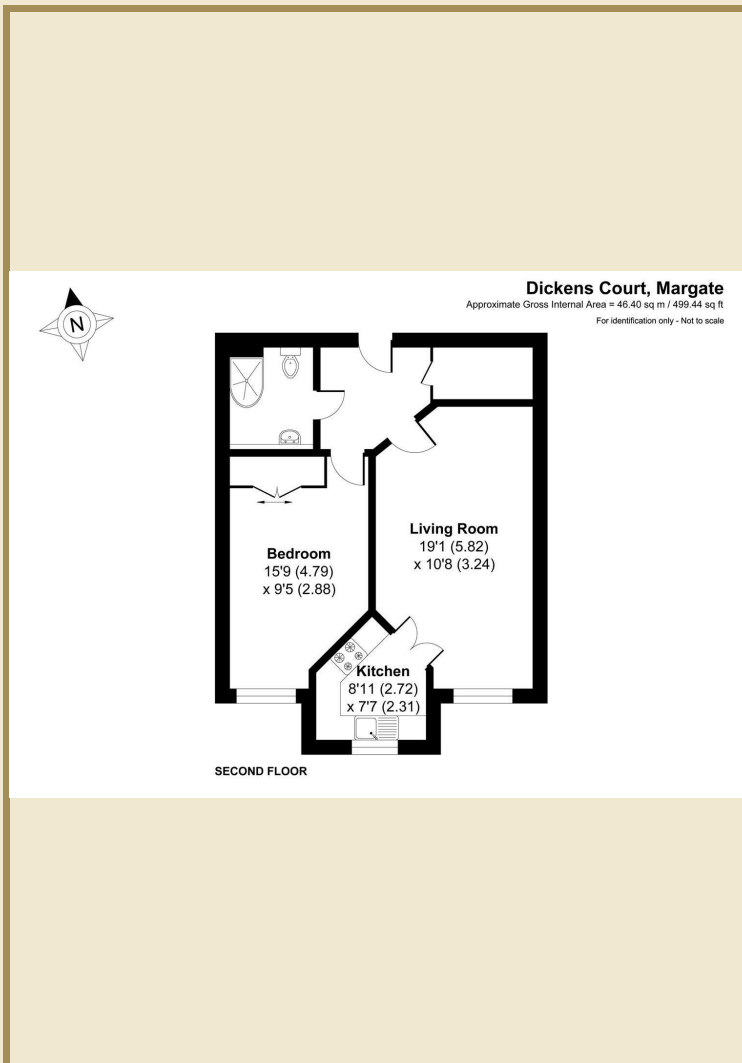 Dickens Court, Margate
Approximate Gross Internal Area = 46.40 sq m / 499.44 sq ft
For identification only - Not to scale
N
Living Room
19'1 (5.82)
x 10'8 (3.24)
Bedroom
15'9 (4.79)
x 9'5 (2.88)
Kitchen
8'11 (2.72)
x 7'7 (2.31)
SECOND FLOOR